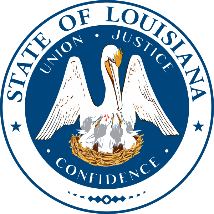 STATE OF LOUISIANA
UNION · JUSTICE
· CONFIDENCE ·